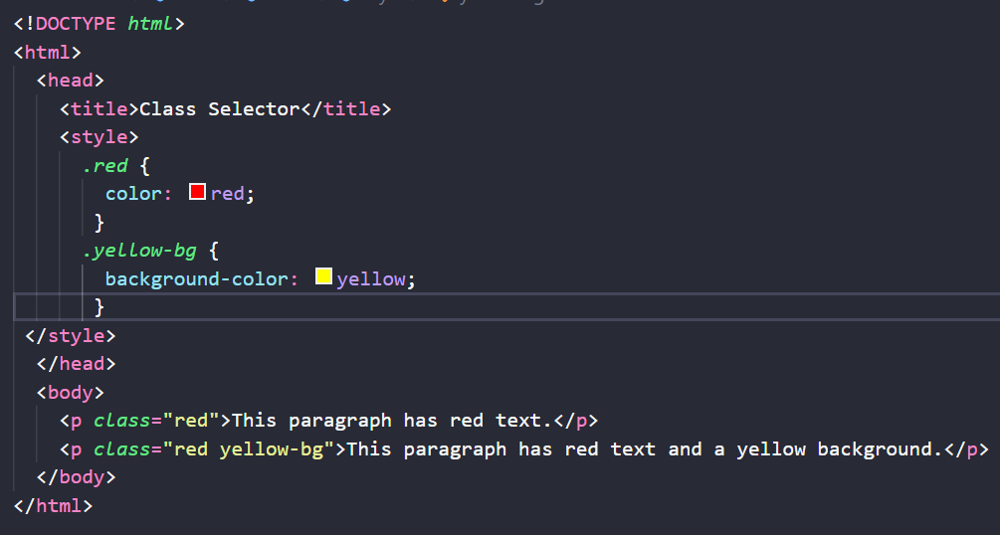 <!DOCTYPE html>
<html>
  <head>
    <title>Class Selector</title>
    <style>
      .red {
        color: red;
       }
      .yellow-bg {
        background-color: yellow;
       }
 </style>
  </head>
  <body>
    <p class="red">This paragraph has red text.</p>
    <p class="red yellow-bg">This paragraph has red text and a yellow background.</p>
  </body>
</html>